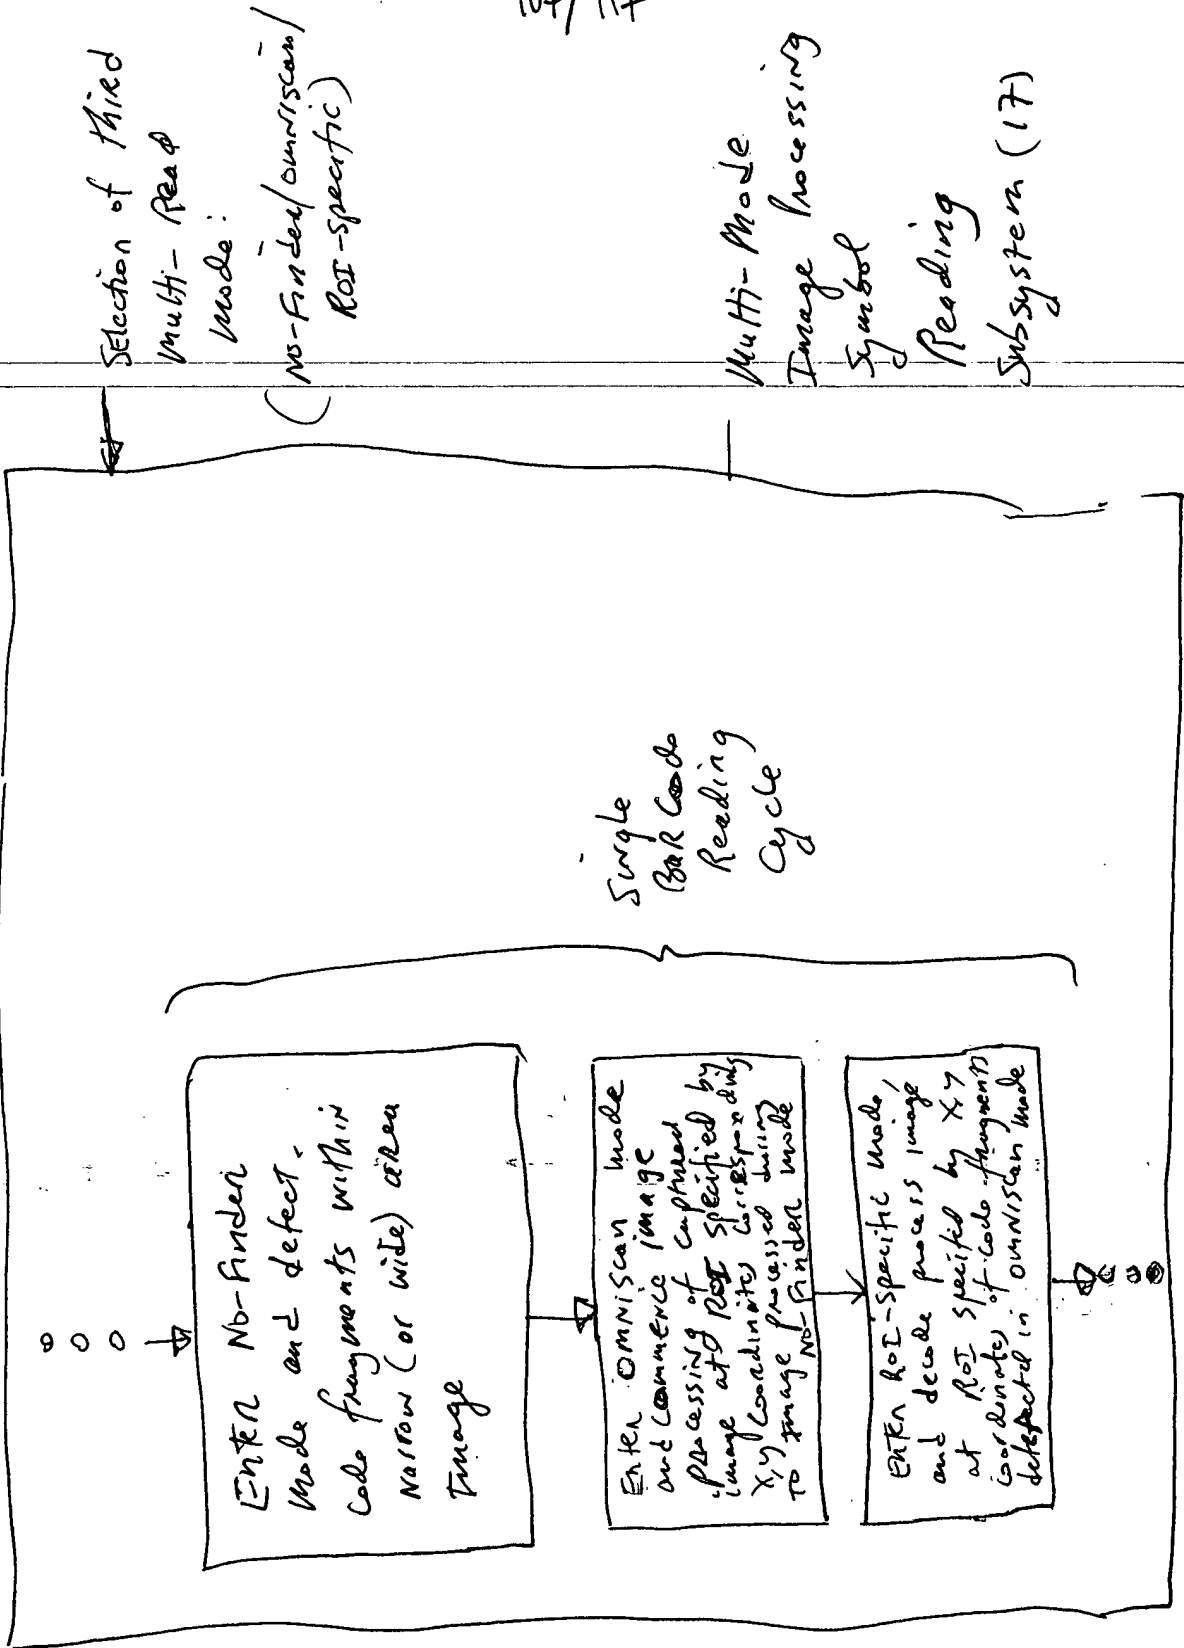 107/117
Selection of third
Multi-Read
Mode:
(No-Finder/omniscan/
ROI-specific)
Multi-Mode
Image Processing
Symbol
Reading
Subsystem (17)
Single
BaR Code
Reading
Cycle
Enter No-Finder
Mode and detect
Code fragments within
Narrow (or wide) area
Image
Enter OMNISCAN Mode
and commence image
processing of captured
image at ROI specified by
X,Y coordinates corresponding
to image processed during
No-Finder mode
Enter ROI-Specific mode,
and decode process image
at ROI specified by X,Y
coordinates of code fragments
detected in OMNISCAN mode